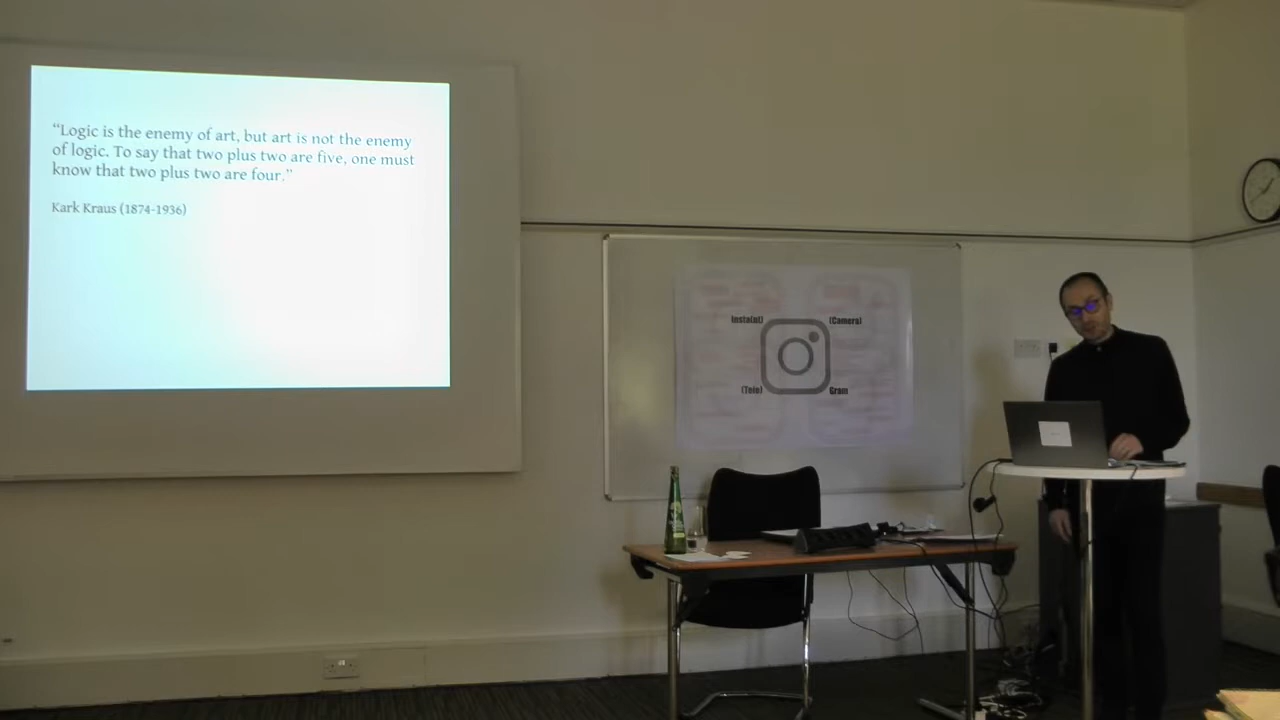 “Logic is the enemy of art, but art is not the enemy
of logic. To say that two plus two are five, one must
know that two plus two are four.”
Kark Kraus (1874-1936)
Insta(nt)
(Camera)
(Tele)
Gram